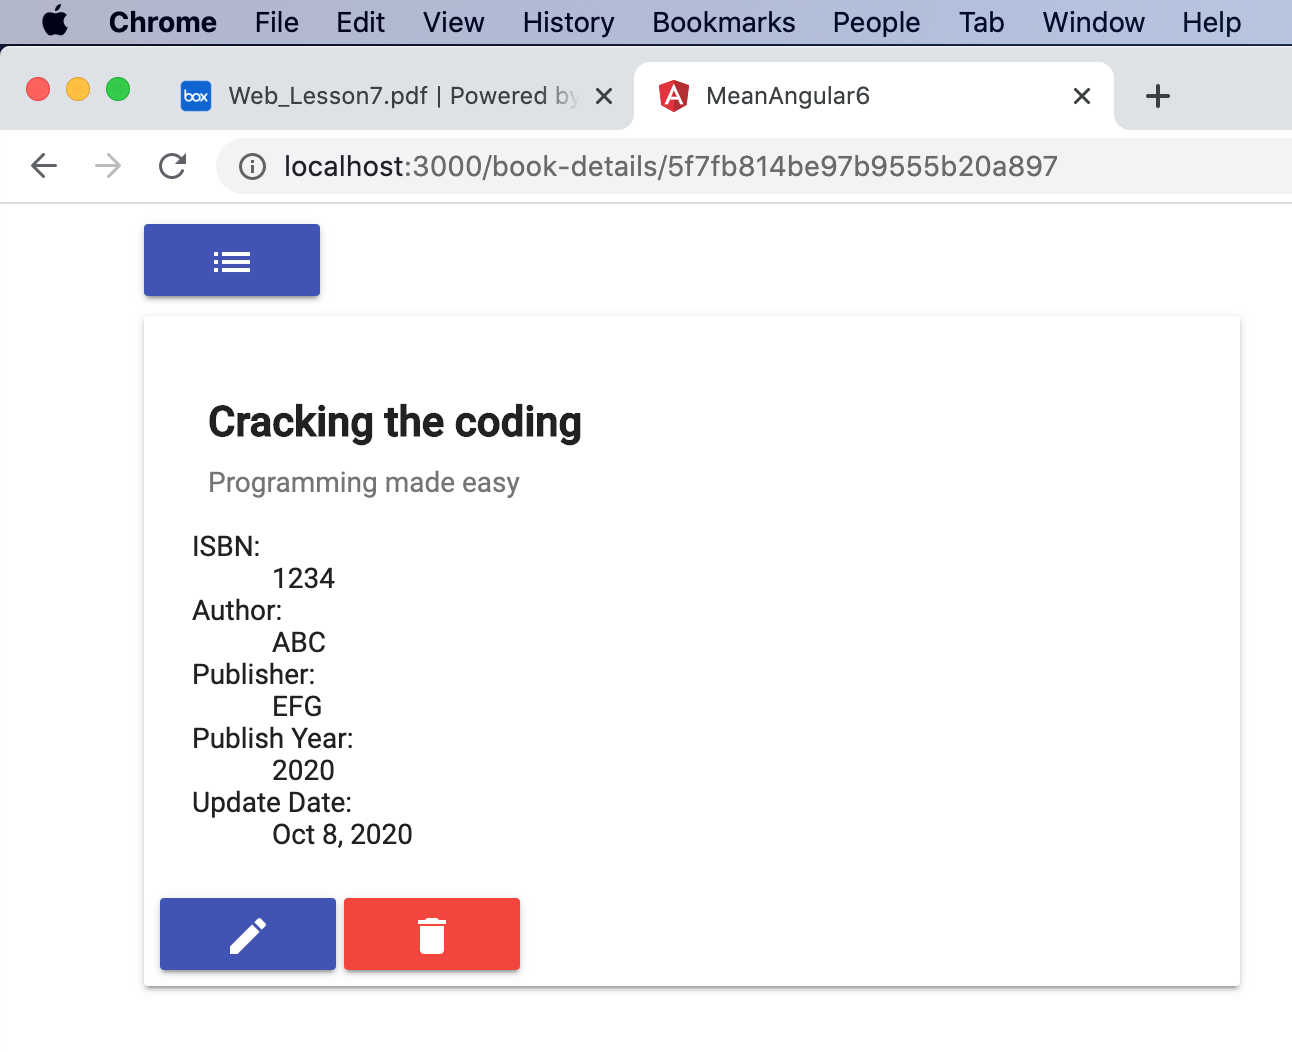 Chrome File Edit View History Bookmarks People Tab Window Help
box Web_Lesson7.pdf | Powered by MeanAngular6
localhost:3000/book-details/5f7fb814be97b9555b20a897
Cracking the coding
Programming made easy
ISBN:
1234
Author:
ABC
Publisher:
EFG
Publish Year:
2020
Update Date:
Oct 8, 2020